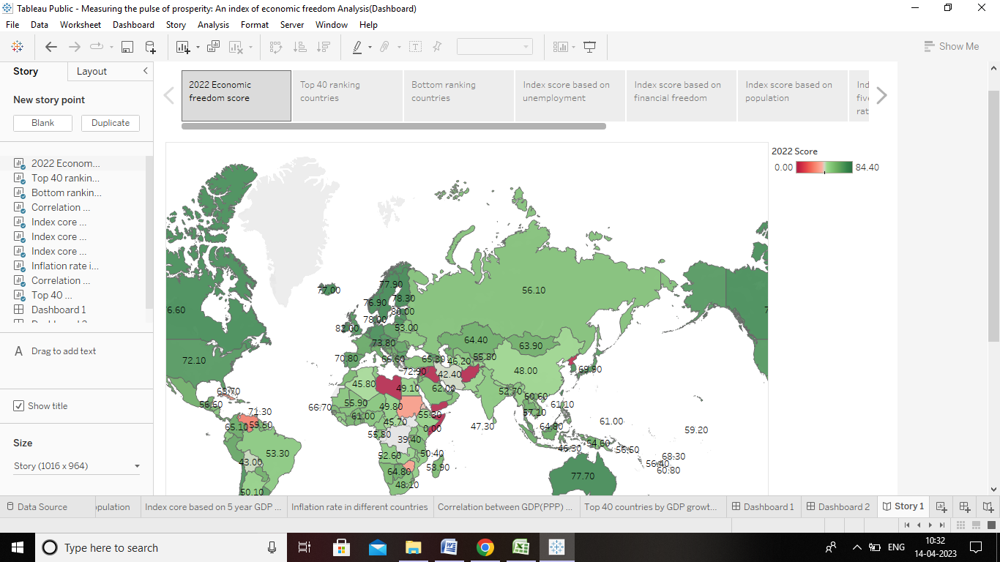 Tableau Public - Measuring the pulse of prosperity: An index of economic freedom Analysis(Dashboard)
File Data Worksheet Dashboard Story Analysis Format Server Window Help
Show Me
Story Layout
New story point
Blank Duplicate
2022 Econom...
Top 40 rankin...
Bottom rankin...
Correlation ...
Index core ...
Index core ...
Index core ...
Inflation rate i...
Correlation ...
Top 40 ...
Dashboard 1
Drag to add text
Show title
Size
Story (1016 x 964)
2022 Economic
freedom score
Top 40 ranking
countries
Bottom ranking
countries
Index score based on
unemployment
Index score based on
financial freedom
Index score based on
population
Ind
five
rat
2022 Score
0.00 84.40
77.00
77.90
76.90
78.30
80.00
78.00
82.00
53.00
56.10
76.60
73.80
64.40
63.90
72.10
70.80
66.60
65.30
46.20
55.80
72.90
42.40
48.00
69.90
45.80
49.10
62.00
52.70
60.60
68.70
56.60
66.70
55.90
49.80
61.10
71.30
61.00
55.30
57.10
65.10
59.50
45.70
0.00
47.30
64.80
61.00
59.20
55.80
39.40
46.30
54.60
56.50
53.30
52.60
50.40
68.30
43.00
53.90
56.40
60.80
64.80
77.70
48.10
50.10
Data Source opulation Index core based on 5 year GDP ... Inflation rate in different countries Correlation between GDP(PPP) ... Top 40 countries by GDP growt... Dashboard 1 Dashboard 2 Story 1
Type here to search
ENG
10:32
14-04-2023